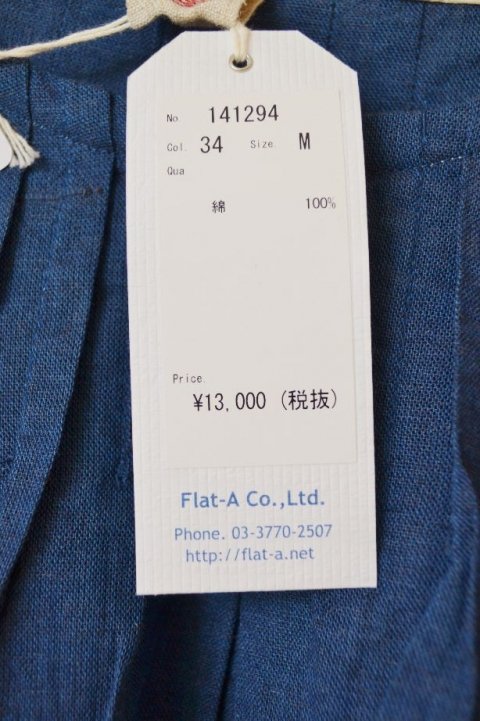 No 141294
Col. 34 Size. M
Qua
綿 100%
Price.
¥13,000 (税抜)
Flat-A Co.,Ltd.
Phone. 03-3770-2507
http://flat-a.net